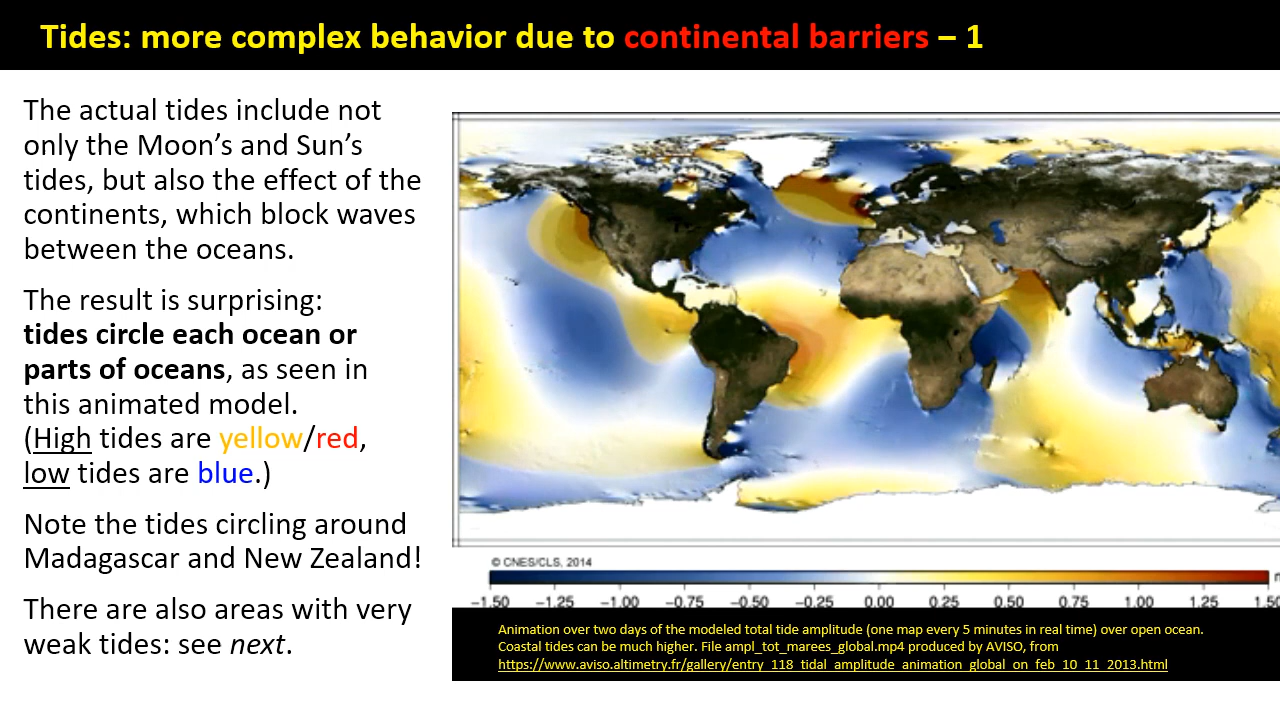 Tides: more complex behavior due to continental barriers – 1
The actual tides include not
only the Moon’s and Sun’s
tides, but also the effect of the
continents, which block waves
between the oceans.
The result is surprising:
tides circle each ocean or
parts of oceans, as seen in
this animated model.
(High tides are yellow/red,
low tides are blue.)
Note the tides circling around
Madagascar and New Zealand!
There are also areas with very
weak tides: see next.
© CNES/CLS, 2014
−1.50 −1.25 −1.00 −0.75 −0.50 −0.25 0.00 0.25 0.50 0.75 1.00 1.25 1.50
Animation over two days of the modeled total tide amplitude (one map every 5 minutes in real time) over open ocean.
Coastal tides can be much higher. File ampl_tot_marees_global.mp4 produced by AVISO, from
https://www.aviso.altimetry.fr/gallery/entry_118_tidal_amplitude_animation_global_on_feb_10_11_2013.html